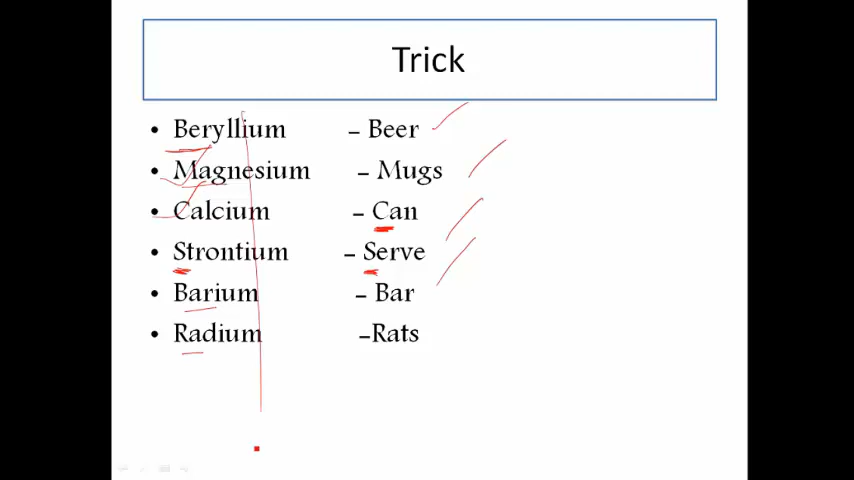 Trick
• Beryllium – Beer
• Magnesium – Mugs
• Calcium – Can
• Strontium – Serve
• Barium – Bar
• Radium –Rats